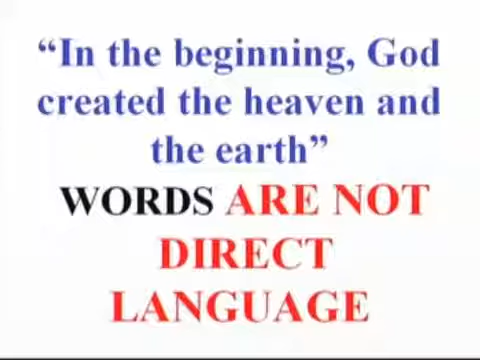 “In the beginning, God
created the heaven and
the earth”
WORDS ARE NOT
DIRECT
LANGUAGE